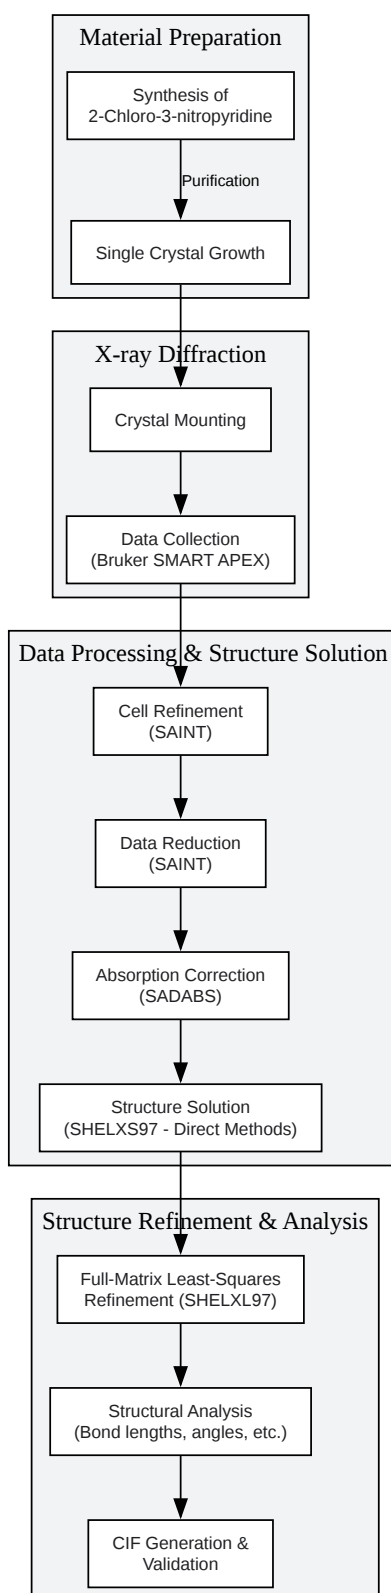 Material Preparation
Synthesis of
2-Chloro-3-nitropyridine
Purification
Single Crystal Growth
X-ray Diffraction
Crystal Mounting
Data Collection
(Bruker SMART APEX)
Data Processing & Structure Solution
Cell Refinement
(SAINT)
Data Reduction
(SAINT)
Absorption Correction
(SADABS)
Structure Solution
(SHELXS97 - Direct Methods)
Structure Refinement & Analysis
Full-Matrix Least-Squares
Refinement (SHELXL97)
Structural Analysis
(Bond lengths, angles, etc.)
CIF Generation &
Validation